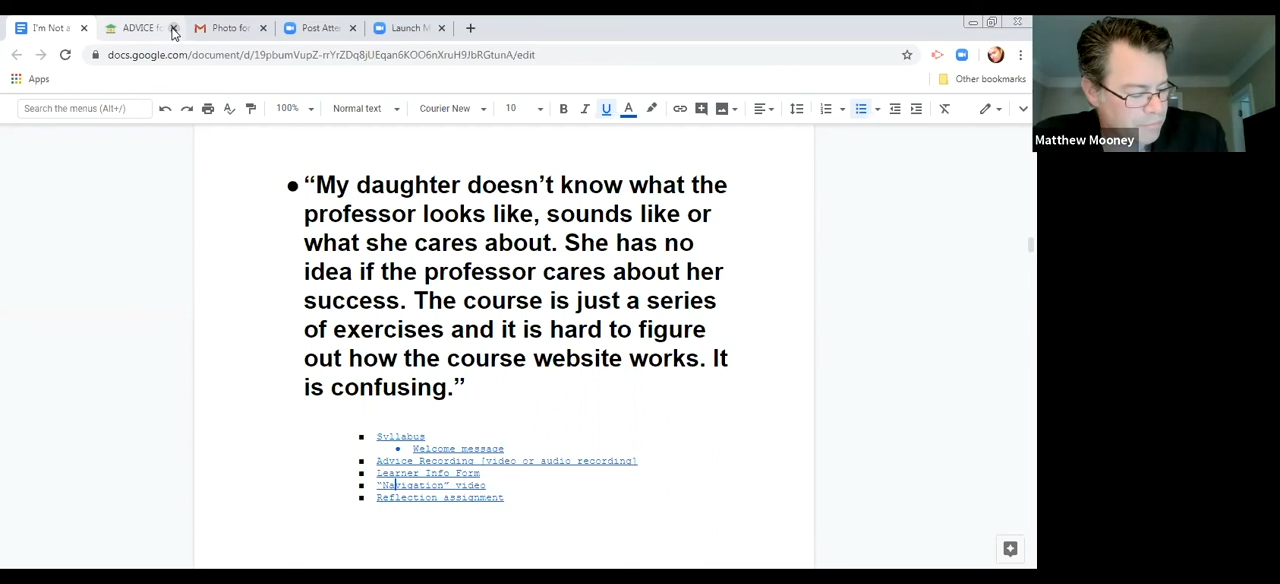 I'm Not a
ADVICE fo
Photo for
Post Atte
Launch M
docs.google.com/document/d/19pbumVupZ-rrYrZDq8jUEqan6KOO6nXruH9JbRGtunA/edit
Apps
Other bookmarks
Search the menus (Alt+/)
100%
Normal text
Courier New
10
B I U A
Matthew Mooney
“My daughter doesn’t know what the
professor looks like, sounds like or
what she cares about. She has no
idea if the professor cares about her
success. The course is just a series
of exercises and it is hard to figure
out how the course website works. It
is confusing.”
Syllabus
Welcome message
Advice Recording [video or audio recording]
Learner Info Form
“Navigation” video
Reflection assignment